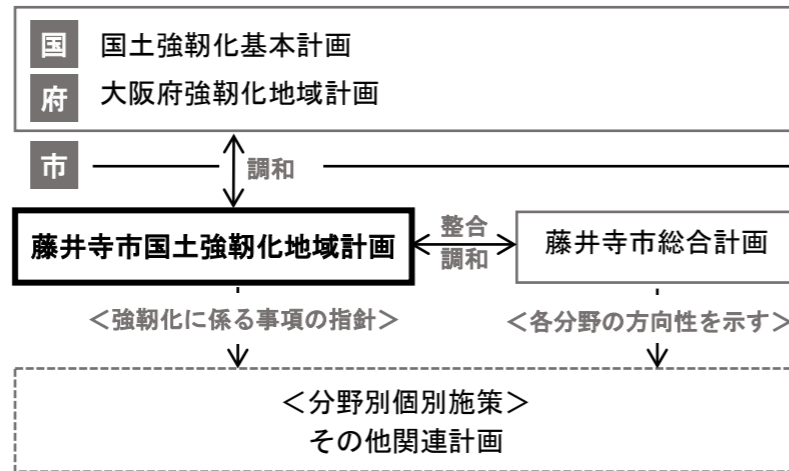 国 国土強靭化基本計画
府 大阪府強靭化地域計画
市
調和
藤井寺市国土強靭化地域計画
整合
調和
藤井寺市総合計画
＜強靭化に係る事項の指針＞
＜各分野の方向性を示す＞
＜分野別個別施策＞
その他関連計画